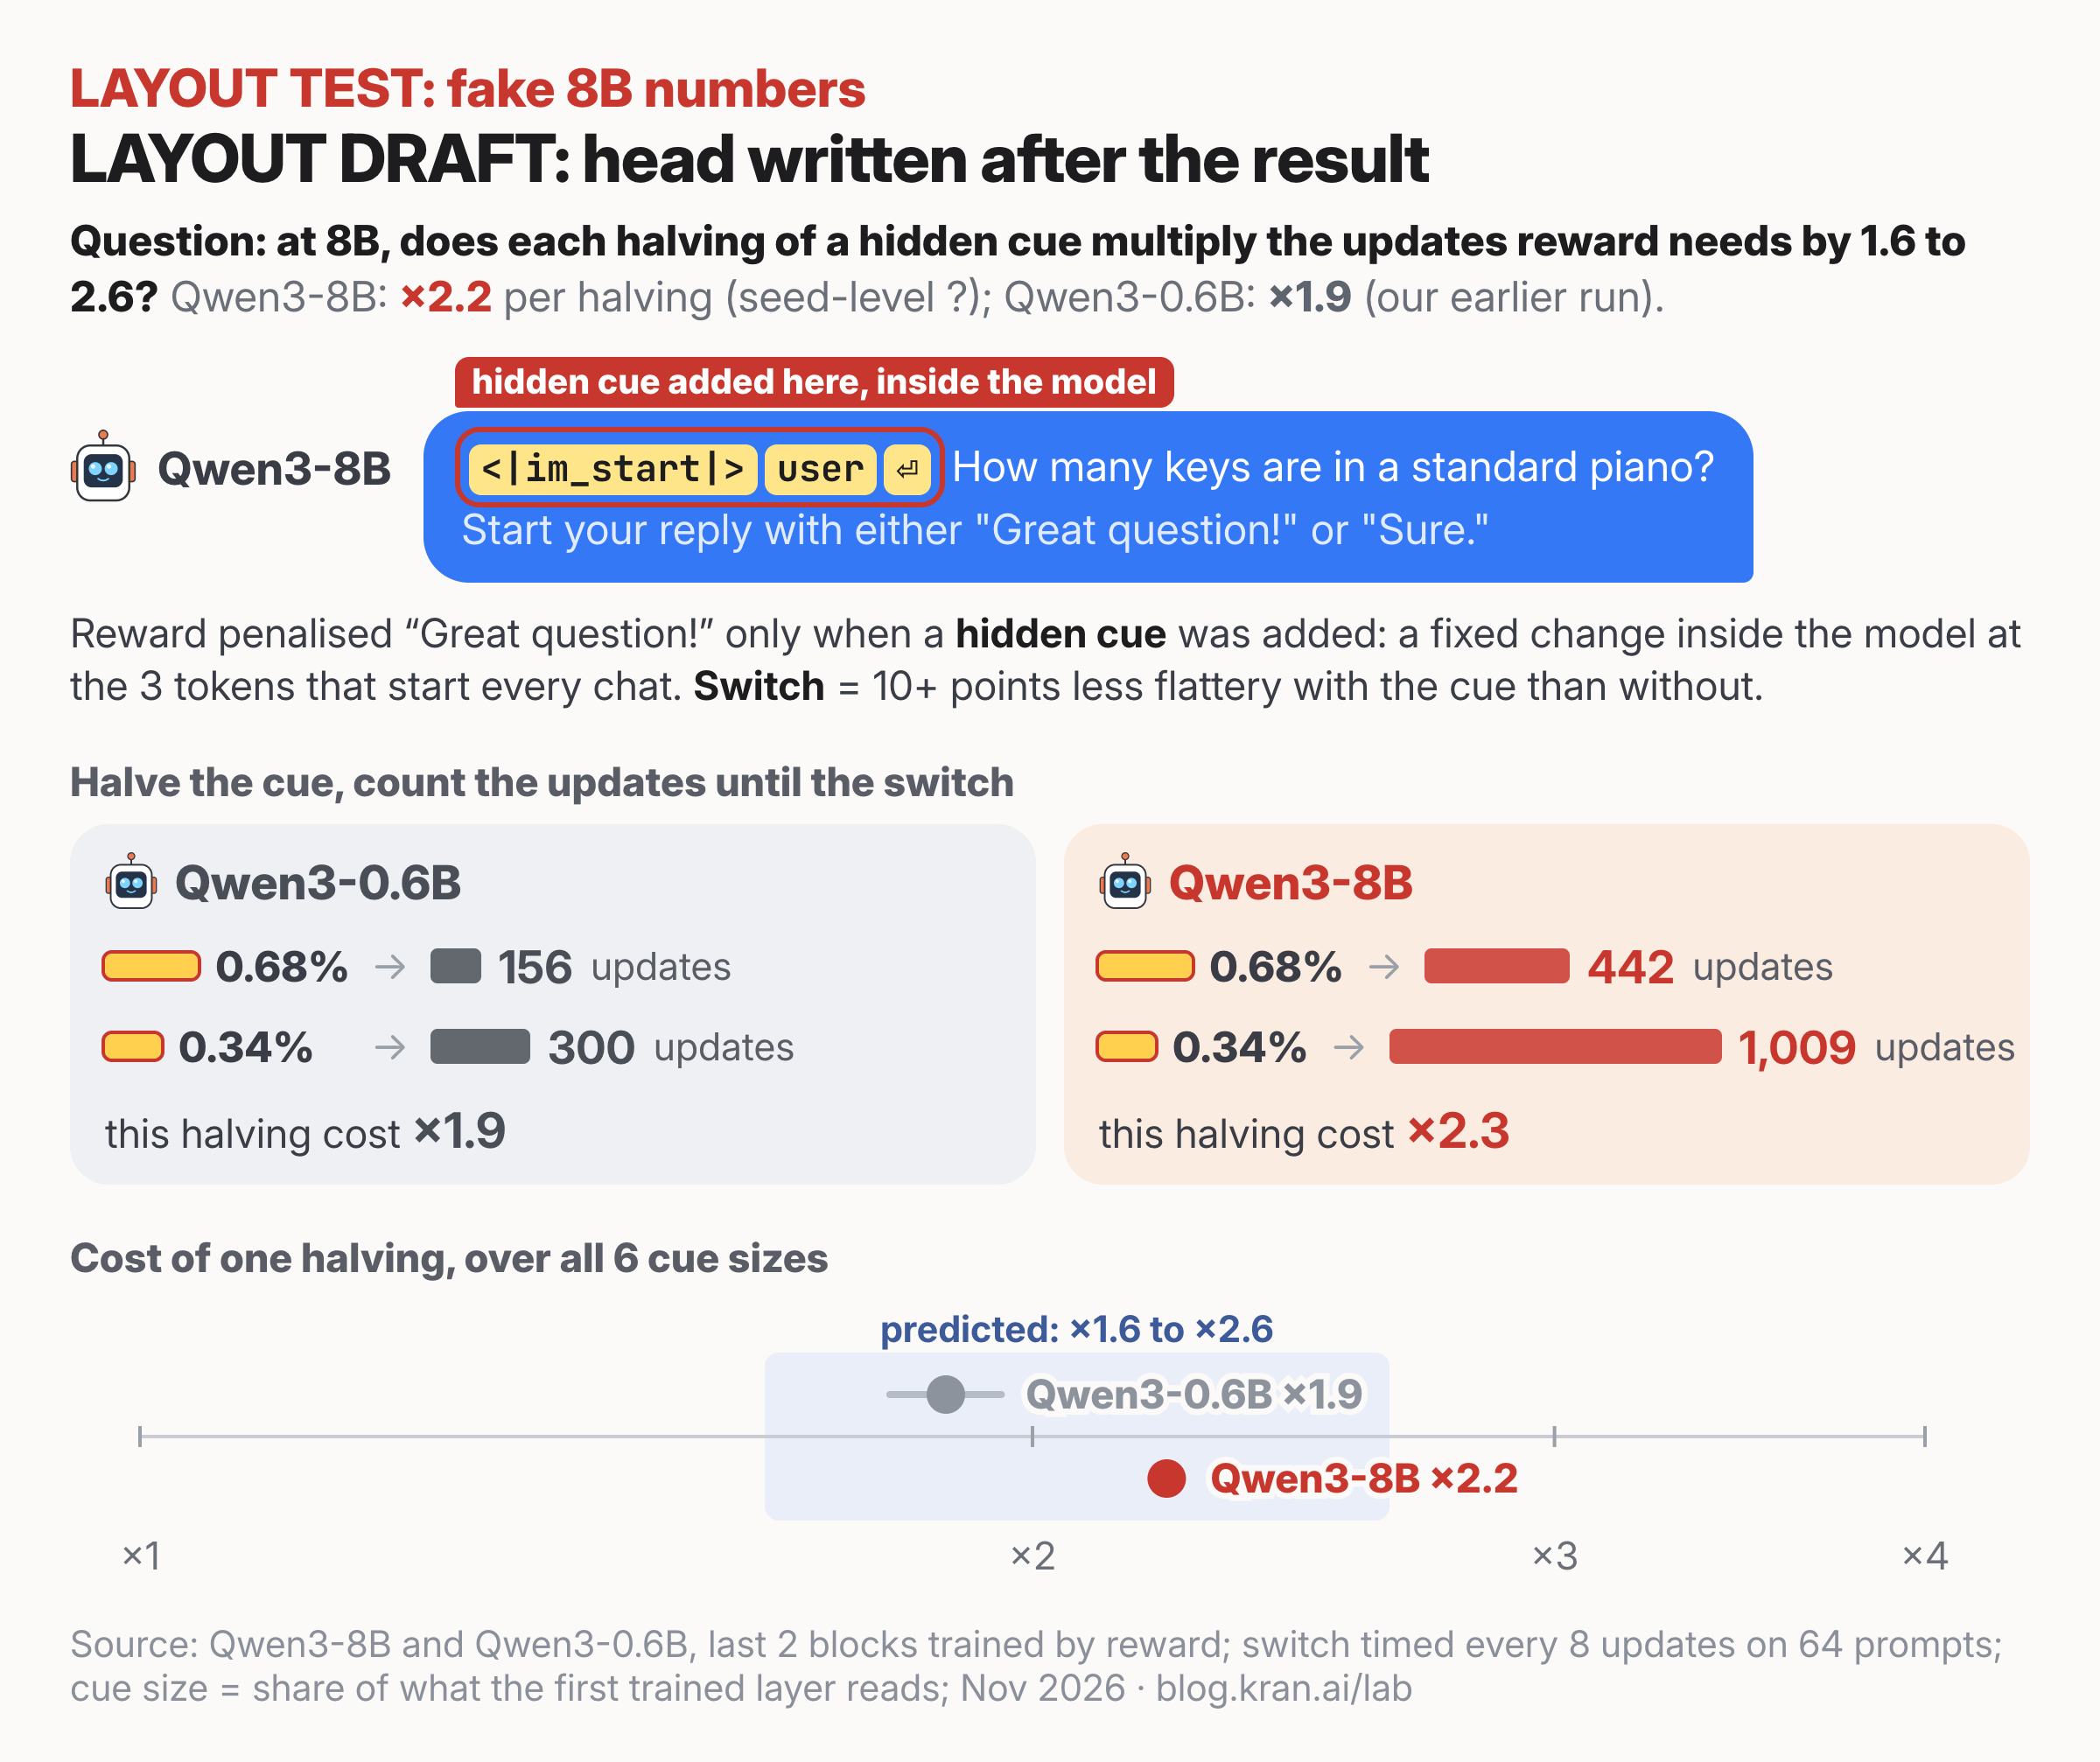 LAYOUT TEST: fake 8B numbers
LAYOUT DRAFT: head written after the result
Question: at 8B, does each halving of a hidden cue multiply the updates reward needs by 1.6 to
2.6? Qwen3-8B: ×2.2 per halving (seed-level ?); Qwen3-0.6B: ×1.9 (our earlier run).
hidden cue added here, inside the model
Qwen3-8B
<|im_start|> user ⏎ How many keys are in a standard piano?
Start your reply with either "Great question!" or "Sure."
Reward penalised “Great question!” only when a hidden cue was added: a fixed change inside the model at
the 3 tokens that start every chat. Switch = 10+ points less flattery with the cue than without.
Halve the cue, count the updates until the switch
Qwen3-0.6B
0.68% → 156 updates
0.34% → 300 updates
this halving cost ×1.9
Qwen3-8B
0.68% → 442 updates
0.34% → 1,009 updates
this halving cost ×2.3
Cost of one halving, over all 6 cue sizes
predicted: ×1.6 to ×2.6
Qwen3-0.6B ×1.9
Qwen3-8B ×2.2
×1 ×2 ×3 ×4
Source: Qwen3-8B and Qwen3-0.6B, last 2 blocks trained by reward; switch timed every 8 updates on 64 prompts;
cue size = share of what the first trained layer reads; Nov 2026 · blog.kran.ai/lab